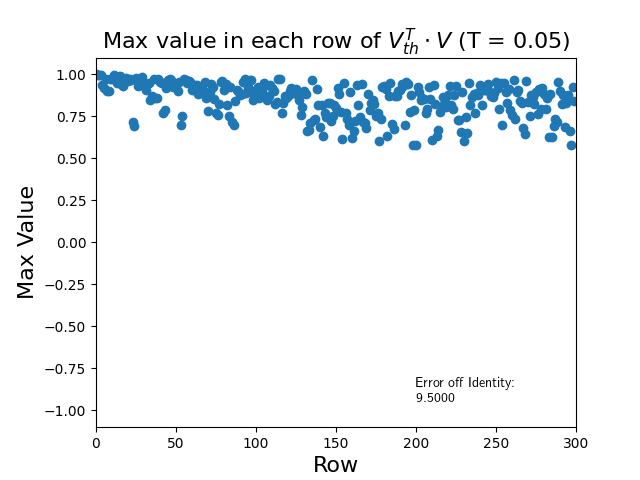 Max value in each row of $V_{th}^T \cdot V$ (T = 0.05)
Max Value
1.00
0.75
0.50
0.25
0.00
−0.25
−0.50
−0.75
−1.00
Error off Identity:
9.5000
0 50 100 150 200 250 300
Row